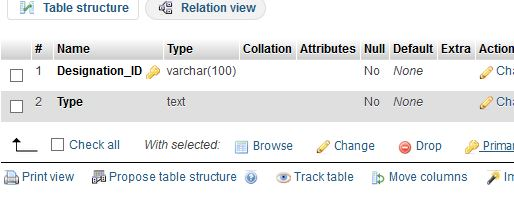 Table structure Relation view
# Name Type Collation Attributes Null Default Extra Action
1 Designation_ID varchar(100) No None
2 Type text No None
Check all With selected: Browse Change Drop
Print view Propose table structure Track table Move columns